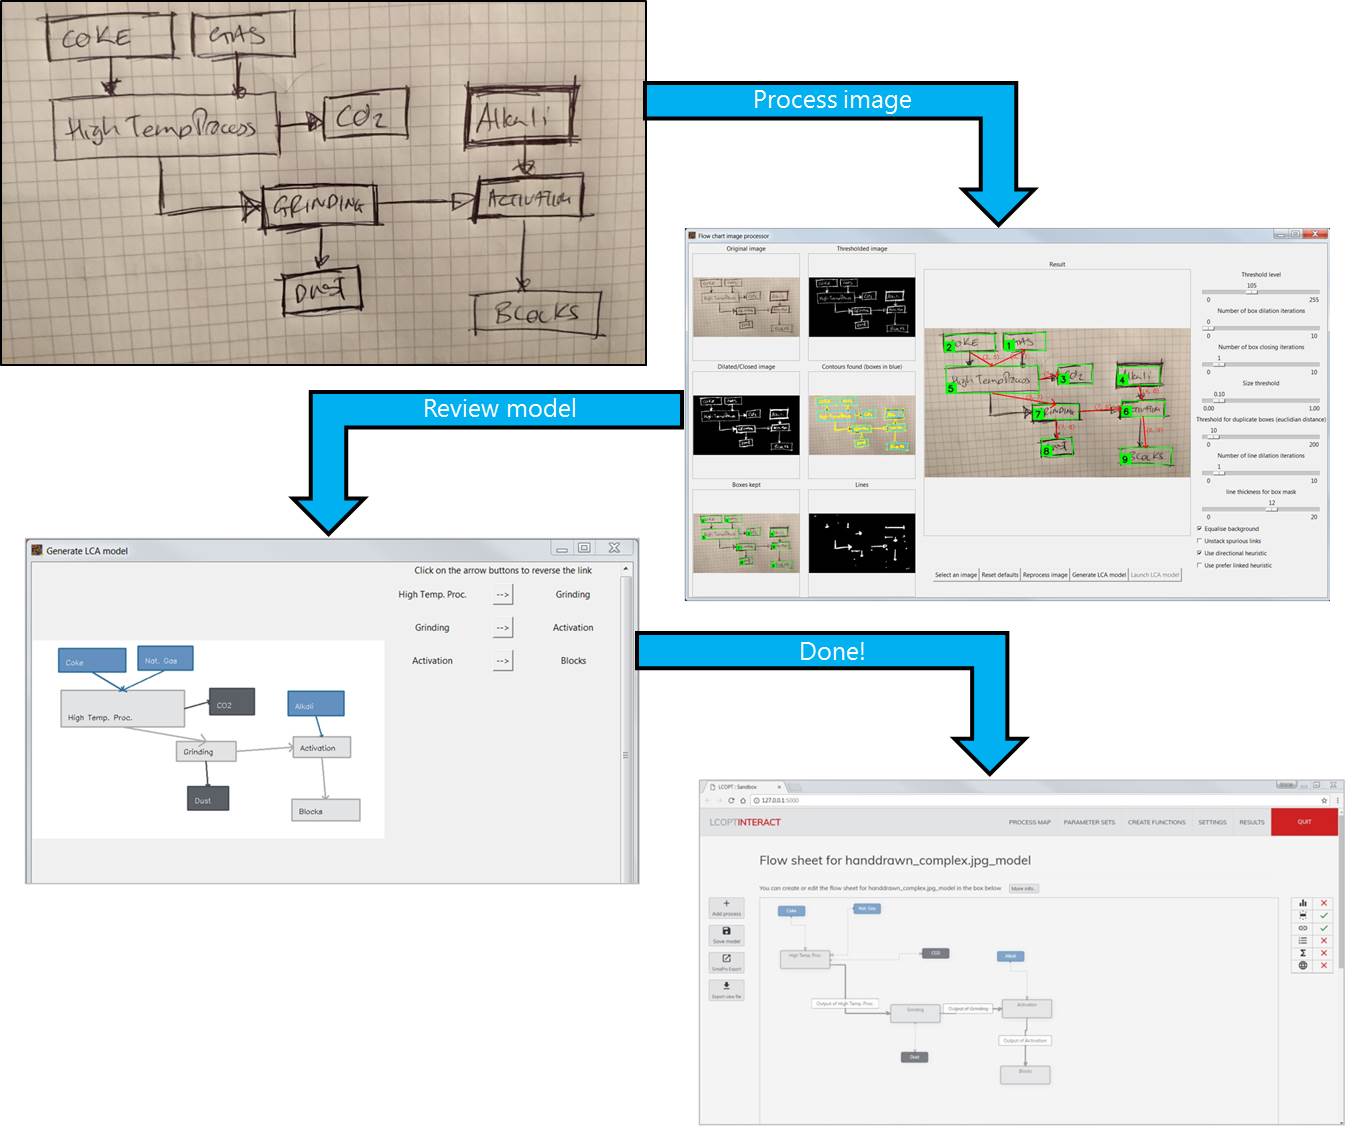 COKE
GAS
High Temp Process
CO2
Alkali
GRINDING
ACTIVATION
Dust
Blocks
Process image
Flow chart image processor
Original image
Thresholded image
Dilated/Closed image
Contours found (boxes in blue)
Boxes kept
Lines
Result
2
1
5
3
4
7
6
8
9
Threshold level
105
0 255
Number of box dilation iterations
0
0 10
Number of box closing iterations
1
0 10
Size threshold
0.10
0.00 1.00
Threshold for duplicate boxes (euclidian distance)
10
0 200
Number of line dilation iterations
1
0 10
line thickness for box mask
12
0 20
Equalise background
Unstack spurious links
Use directional heuristic
Use prefer linked heuristic
Select an image Reset defaults Reprocess image Generate LCA model Launch LCA model
Review model
Generate LCA model
Click on the arrow buttons to reverse the link
High Temp. Proc. --> Grinding
Grinding --> Activation
Activation --> Blocks
Coke
Nat. Gas
High Temp. Proc.
CO2
Alkali
Grinding
Activation
Dust
Blocks
Done!
LCOPT : Sandbox
127.0.0.1:5000
LCOPTINTERACT
PROCESS MAP PARAMETER SETS CREATE FUNCTIONS SETTINGS RESULTS QUIT
Flow sheet for handdrawn_complex.jpg_model
You can create or edit the flow sheet for handdrawn_complex.jpg_model in the box below More info..
Add process
Save model
SimaPro Export
Export view file
Coke
Nat. Gas
High Temp. Proc.
CO2
Alkali
Output of High Temp. Proc.
Grinding
Output of Grinding
Activation
Dust
Output of Activation
Blocks